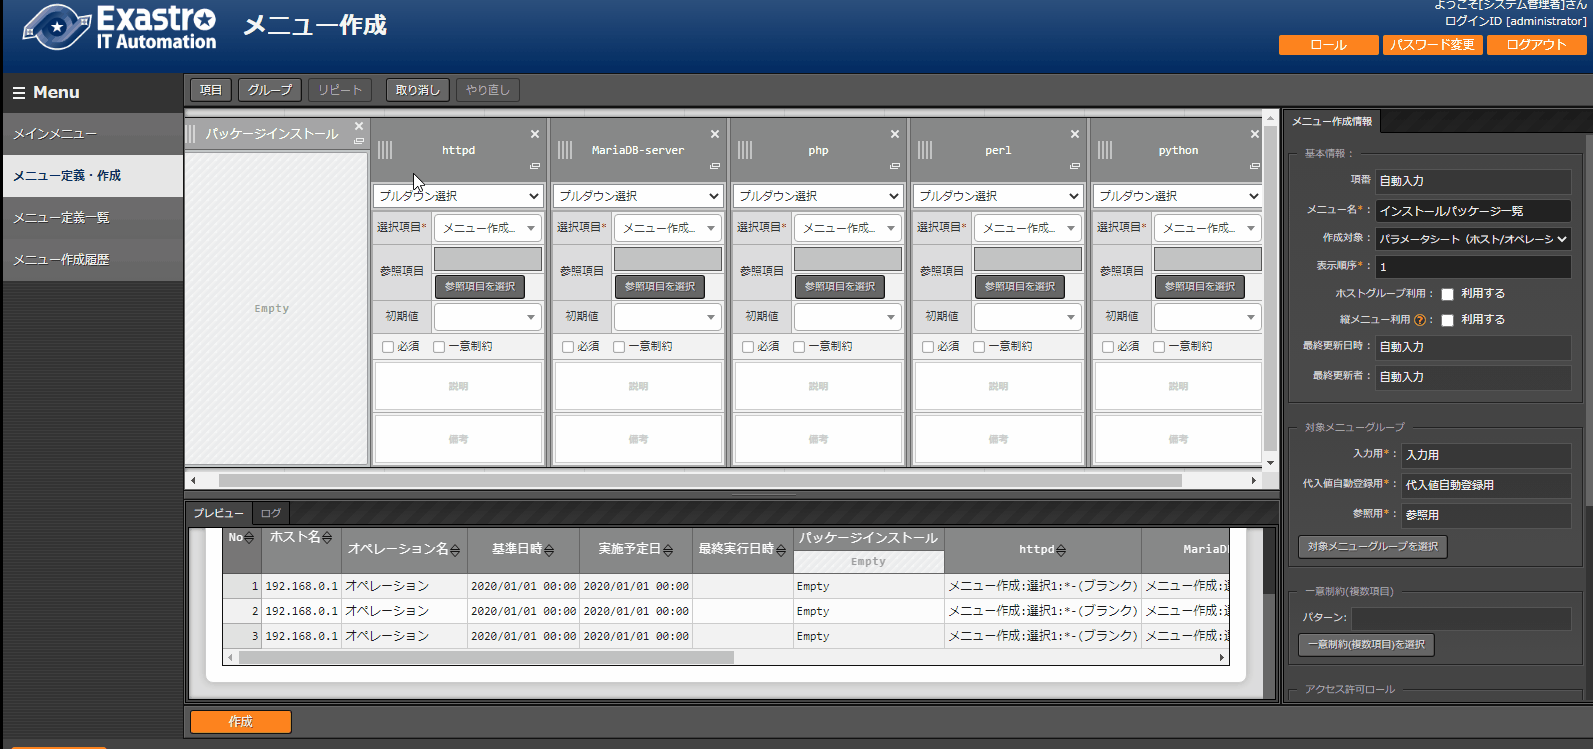 Exastro
IT Automation
メニュー作成
ようこそ[システム管理者]さん
ログインID [administrator]
ロール
パスワード変更
ログアウト
Menu
メインメニュー
メニュー定義・作成
メニュー定義一覧
メニュー作成履歴
項目
グループ
リピート
取り消し
やり直し
パッケージインストール
Empty
httpd
プルダウン選択
選択項目*
メニュー作成...
参照項目
参照項目を選択
初期値
必須
一意制約
説明
備考
MariaDB-server
プルダウン選択
選択項目*
メニュー作成...
参照項目
参照項目を選択
初期値
必須
一意制約
説明
備考
php
プルダウン選択
選択項目*
メニュー作成...
参照項目
参照項目を選択
初期値
必須
一意制約
説明
備考
perl
プルダウン選択
選択項目*
メニュー作成...
参照項目
参照項目を選択
初期値
必須
一意制約
説明
備考
python
プルダウン選択
選択項目*
メニュー作成...
参照項目
参照項目を選択
初期値
必須
一意制約
説明
備考
プレビュー
ログ
No ホスト名 オペレーション名 基準日時 実施予定日 最終実行日時 パッケージインストール httpd MariaD
Empty
1 192.168.0.1 オペレーション 2020/01/01 00:00 2020/01/01 00:00 Empty メニュー作成:選択1:*-(ブランク) メニュー作成:選
2 192.168.0.1 オペレーション 2020/01/01 00:00 2020/01/01 00:00 Empty メニュー作成:選択1:*-(ブランク) メニュー作成:選
3 192.168.0.1 オペレーション 2020/01/01 00:00 2020/01/01 00:00 Empty メニュー作成:選択1:*-(ブランク) メニュー作成:選
作成
メニュー作成情報
基本情報：
項番 自動入力
メニュー名*： インストールパッケージ一覧
作成対象： パラメータシート（ホスト/オペレーシ
表示順序*： 1
ホストグループ利用： 利用する
縦メニュー利用?： 利用する
最終更新日時： 自動入力
最終更新者： 自動入力
対象メニューグループ
入力用*： 入力用
代入値自動登録用*： 代入値自動登録用
参照用*： 参照用
対象メニューグループを選択
一意制約(複数項目)
パターン:
一意制約(複数項目)を選択
アクセス許可ロール